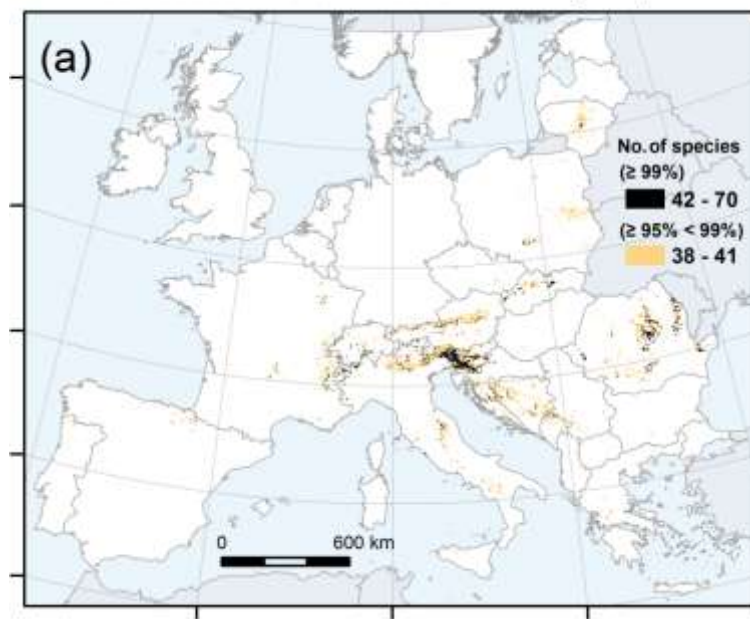 (a)
No. of species
(≥ 99%)
42 - 70
(≥ 95% < 99%)
38 - 41
0 600 km